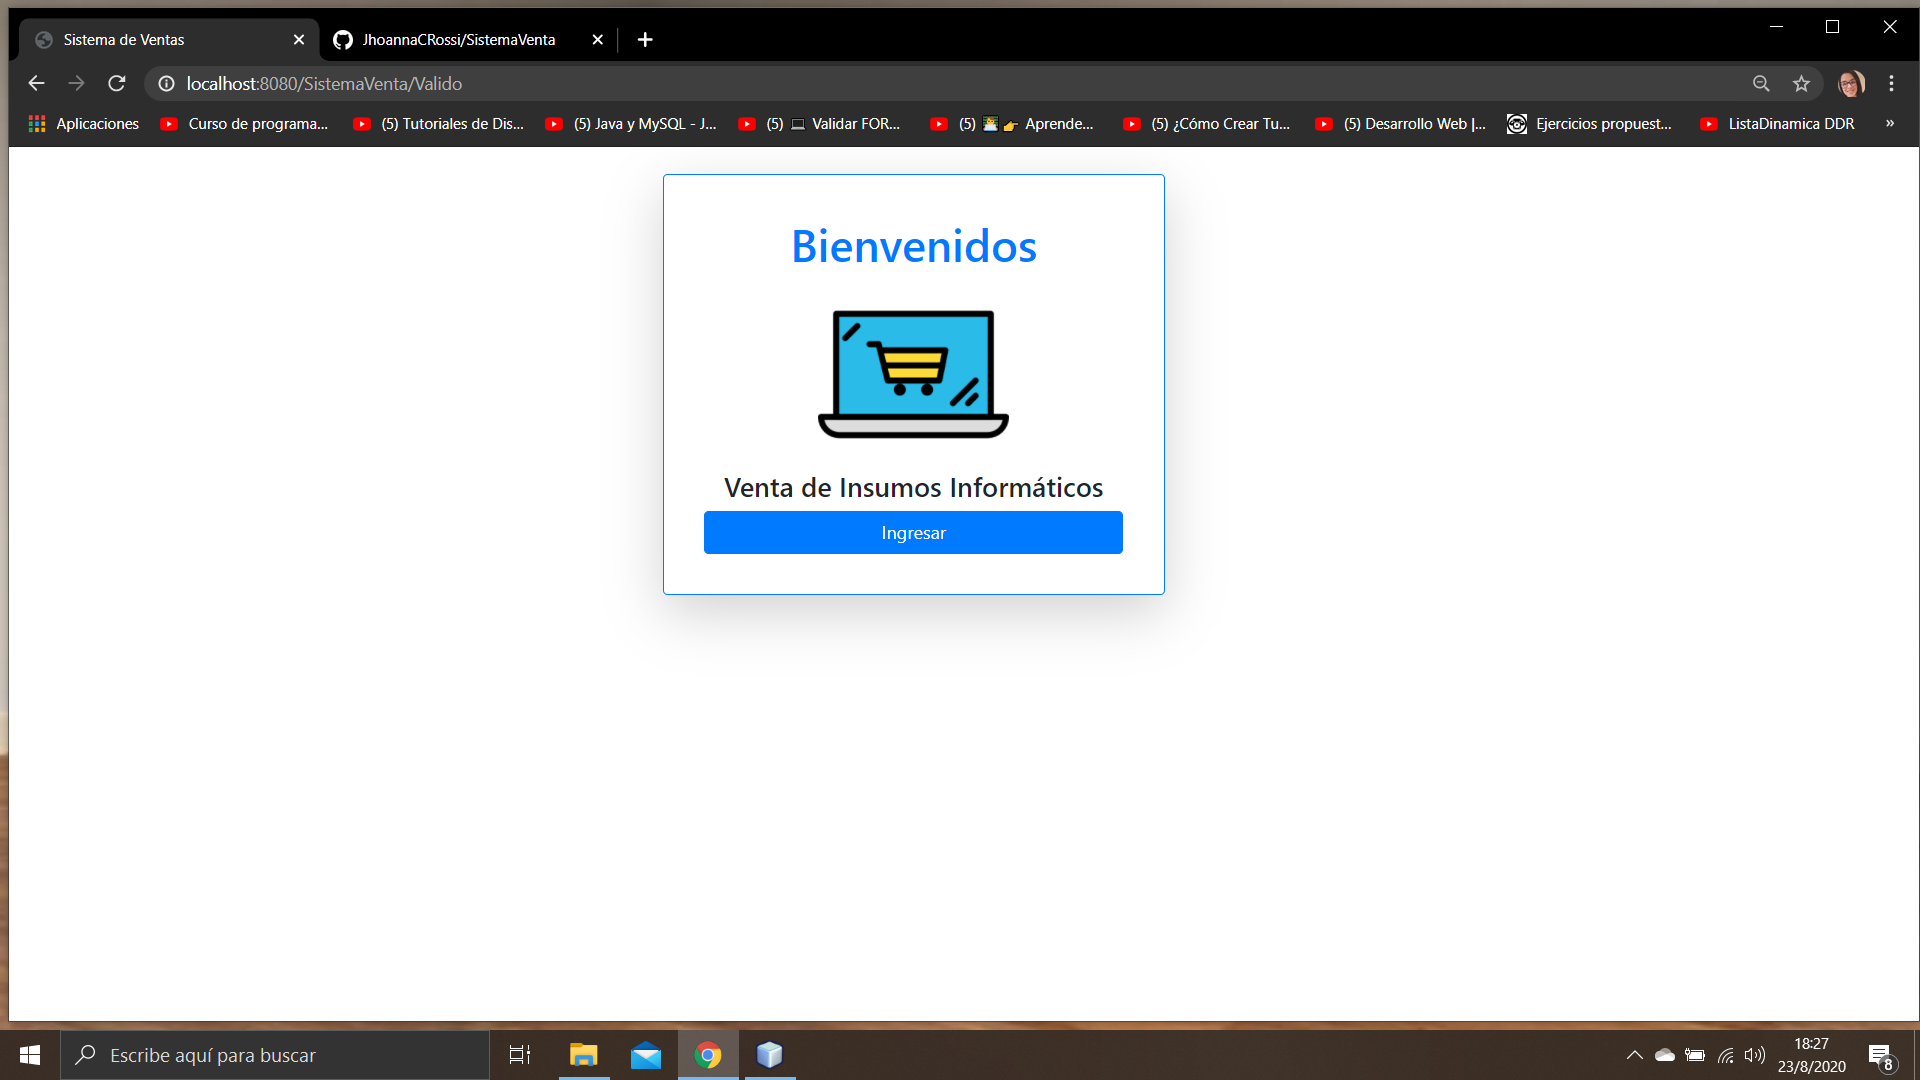 Sistema de Ventas
JhoannaCRossi/SistemaVenta
localhost:8080/SistemaVenta/Valido
Aplicaciones
Curso de programa...
(5) Tutoriales de Dis...
(5) Java y MySQL - J...
(5) 💻 Validar FOR...
(5) 👨‍💻 👉 Aprende...
(5) ¿Cómo Crear Tu...
(5) Desarrollo Web |...
Ejercicios propuest...
ListaDinamica DDR
»
Bienvenidos
Venta de Insumos Informáticos
Ingresar
Escribe aquí para buscar
18:27
23/8/2020
8